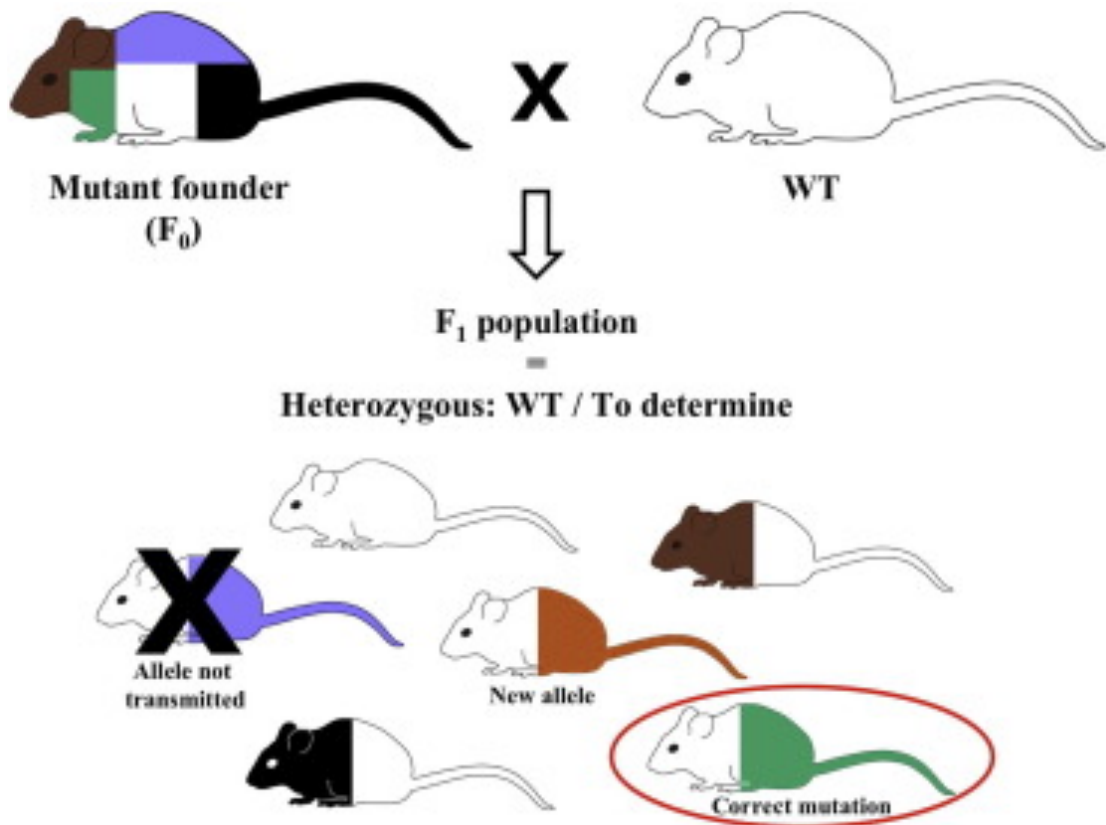 X
Mutant founder
(F₀)
WT
F₁ population
=
Heterozygous: WT / To determine
X
Allele not
transmitted
New allele
Correct mutation